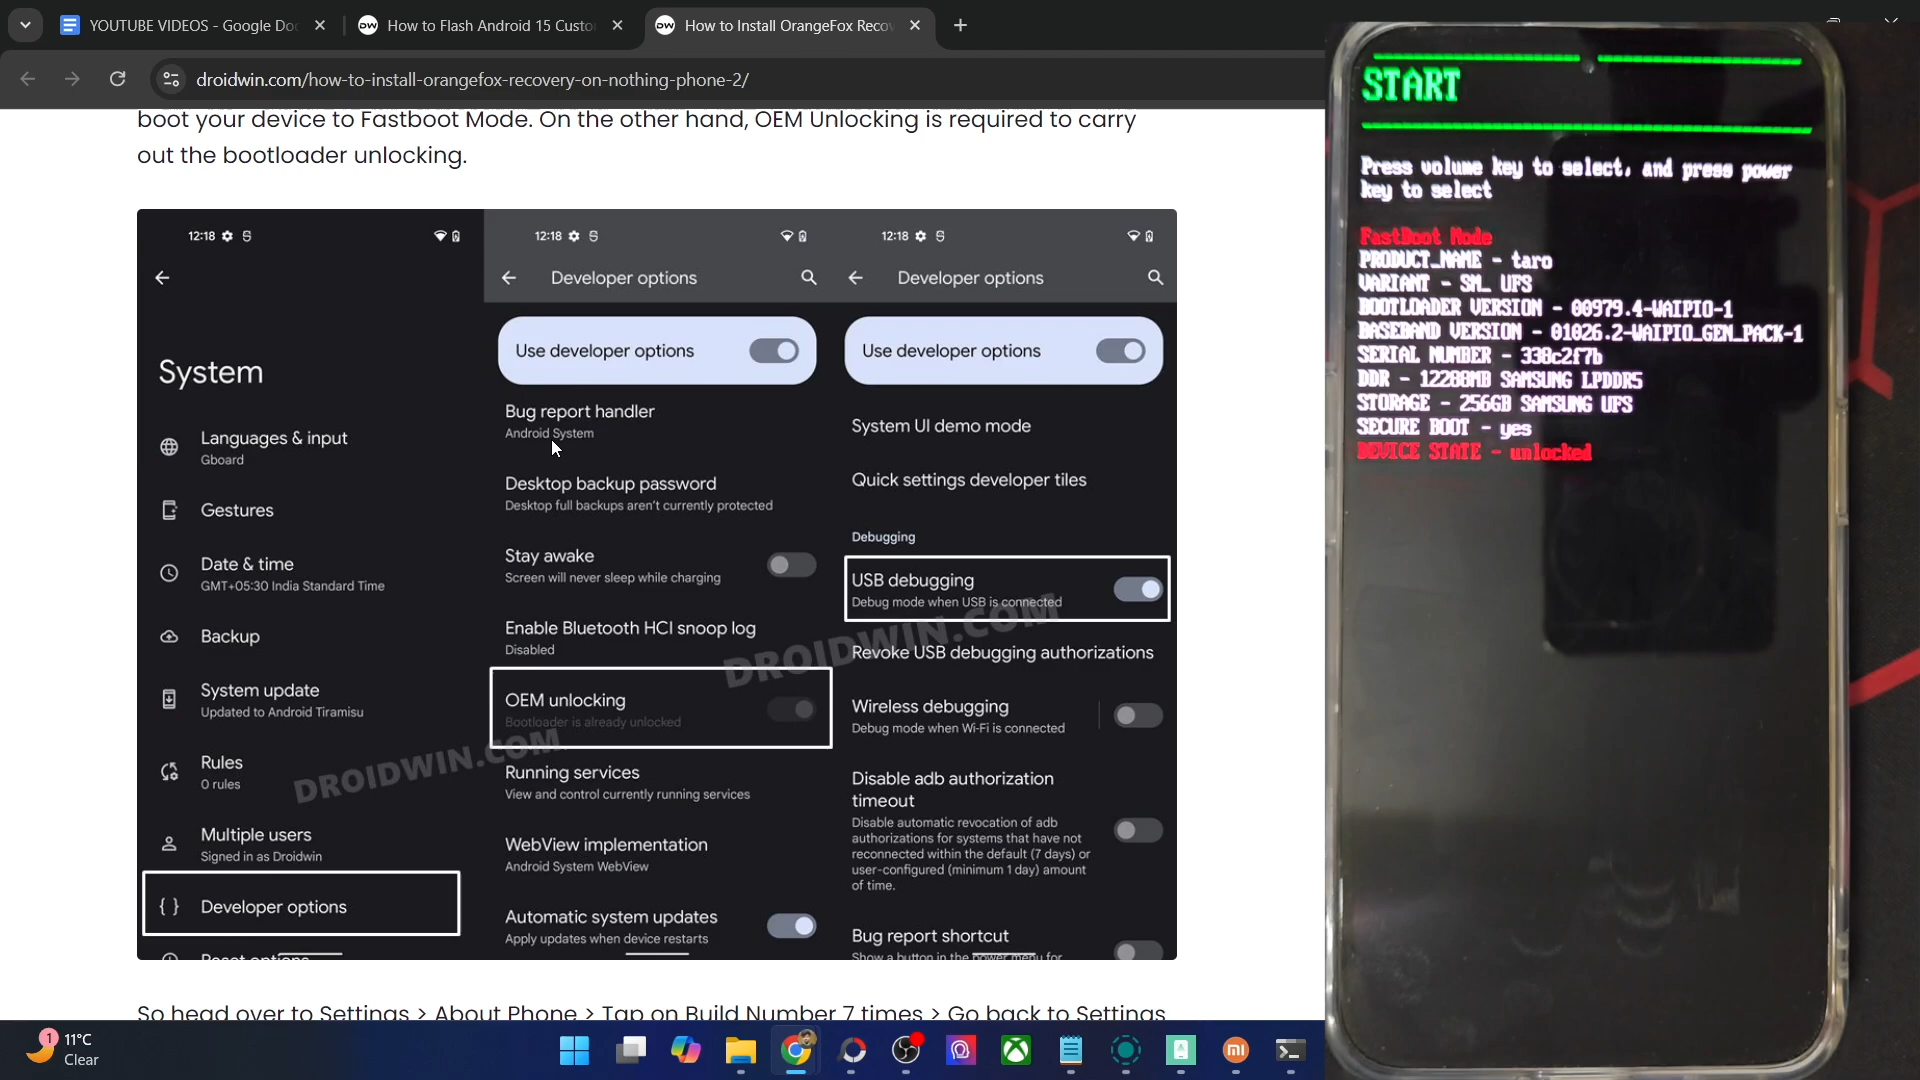 YOUTUBE VIDEOS - Google Do
How to Flash Android 15 Custo
How to Install OrangeFox Reco
droidwin.com/how-to-install-orangefox-recovery-on-nothing-phone-2/
boot your device to Fastboot Mode. On the other hand, OEM Unlocking is required to carry
out the bootloader unlocking.
12:18
System
Languages & input
Gboard
Gestures
Date & time
GMT+05:30 India Standard Time
Backup
System update
Updated to Android Tiramisu
Rules
0 rules
Multiple users
Signed in as Droidwin
{ } Developer options
Reset options
12:18
Developer options
Use developer options
Bug report handler
Android System
Desktop backup password
Desktop full backups aren't currently protected
Stay awake
Screen will never sleep while charging
Enable Bluetooth HCI snoop log
Disabled
OEM unlocking
Bootloader is already unlocked
Running services
View and control currently running services
WebView implementation
Android System WebView
Automatic system updates
Apply updates when device restarts
12:18
Developer options
Use developer options
System UI demo mode
Quick settings developer tiles
Debugging
USB debugging
Debug mode when USB is connected
Revoke USB debugging authorizations
Wireless debugging
Debug mode when Wi-Fi is connected
Disable adb authorization
timeout
Disable automatic revocation of adb
authorizations for systems that have not
reconnected within the default (7 days) or
user-configured (minimum 1 day) amount
of time.
Bug report shortcut
Show a button in the power menu for
DROIDWIN.COM
DROIDWIN.COM
So head over to Settings > About Phone > Tap on Build Number 7 times > Go back to Settings
START
Press volume key to select, and press power
key to select
FastBoot Mode
PRODUCT_NAME - taro
VARIANT - SM_ UFS
BOOTLOADER VERSION - 00979.4-WAIPIO-1
BASEBAND VERSION - 01026.2-WAIPIO_GEN_PACK-1
SERIAL NUMBER - 338c2f7b
DDR - 12288MB SAMSUNG LPDDR5
STORAGE - 256GB SAMSUNG UFS
SECURE BOOT - yes
DEVICE STATE - unlocked
1
11°C
Clear